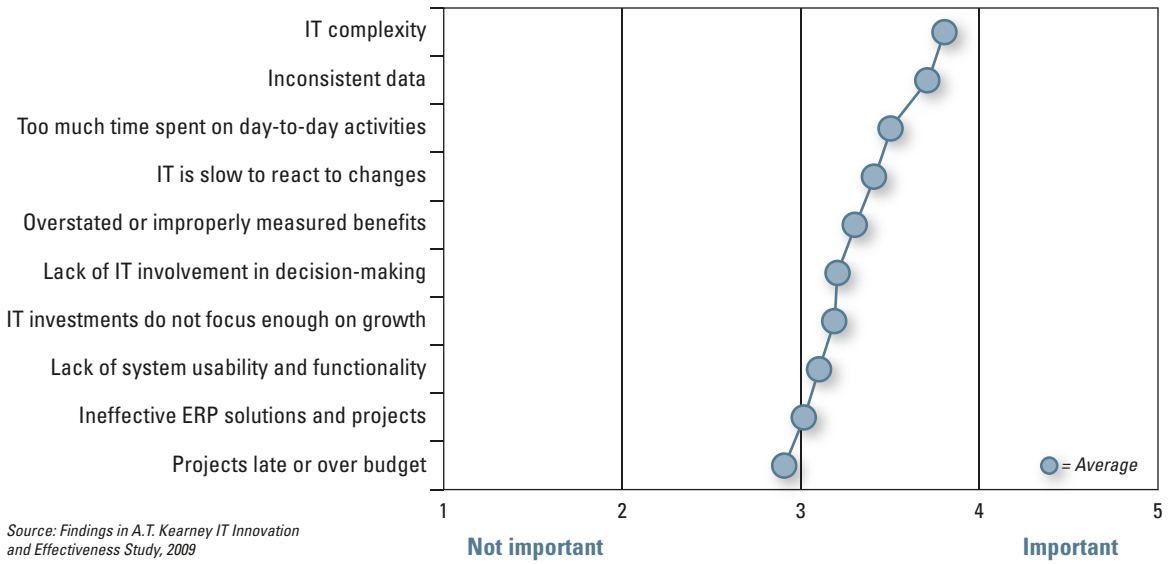 IT complexity
Inconsistent data
Too much time spent on day-to-day activities
IT is slow to react to changes
Overstated or improperly measured benefits
Lack of IT involvement in decision-making
IT investments do not focus enough on growth
Lack of system usability and functionality
Ineffective ERP solutions and projects
Projects late or over budget
= Average
1 2 3 4 5
Not important Important
Source: Findings in A.T. Kearney IT Innovation
and Effectiveness Study, 2009